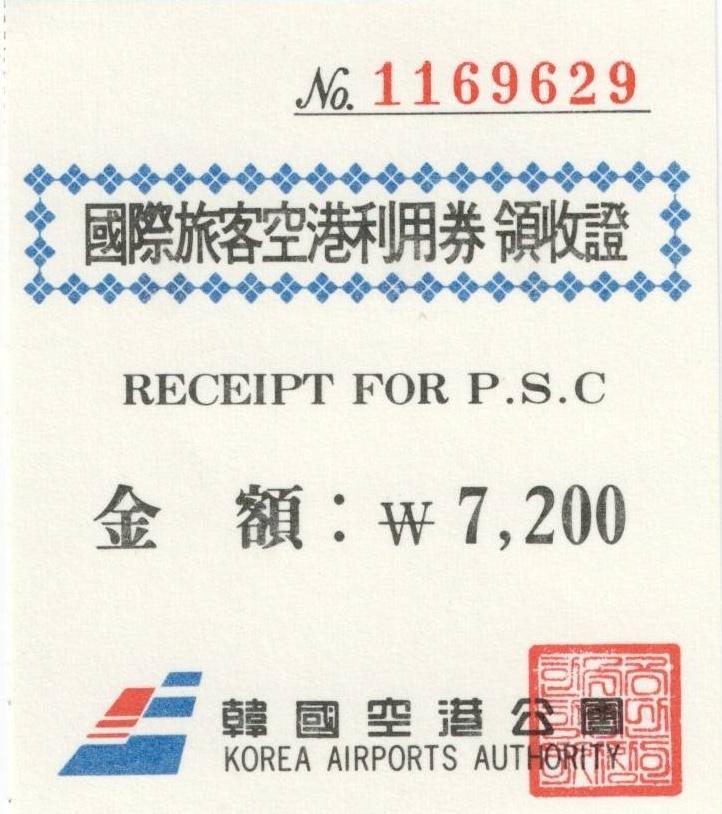 No. 1169629
國際旅客空港利用券 領收證
RECEIPT FOR P.S.C
金 額 : ₩ 7,200
韓國空港公團
KOREA AIRPORTS AUTHORITY